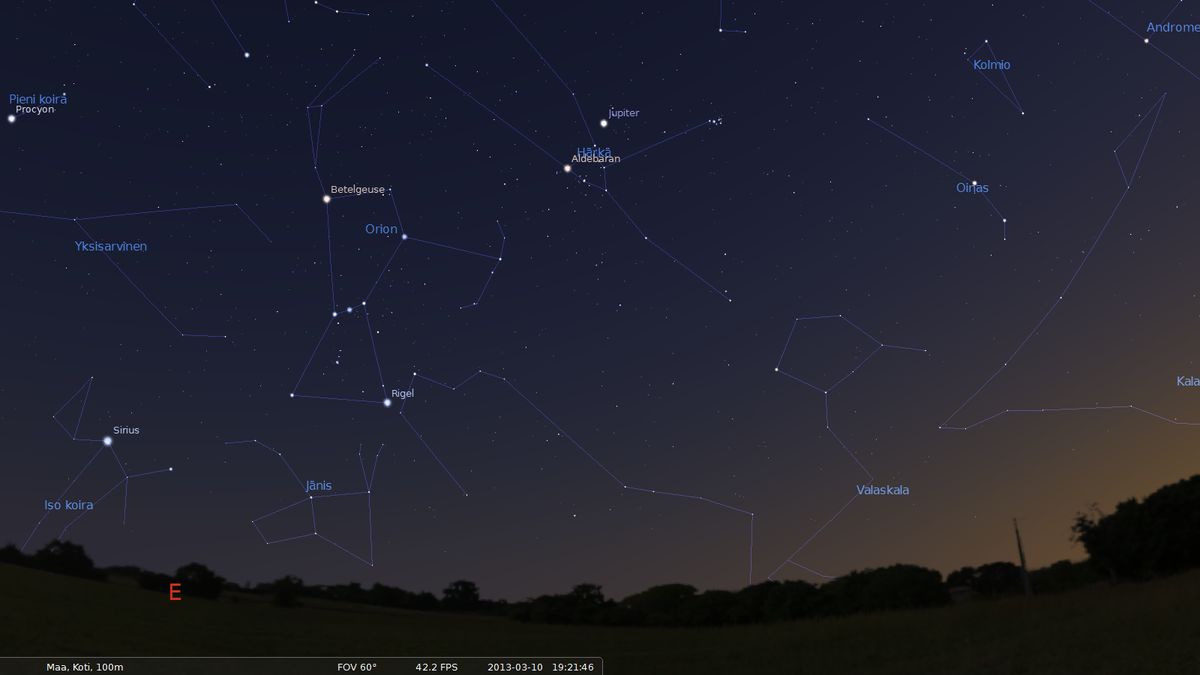 Androme
Kolmio
Pieni koira
Procyon
Jupiter
Härkä
Aldebaran
Betelgeuse
Oinas
Orion
Yksisarvinen
Kala
Rigel
Sirius
Jänis
Valaskala
Iso koira
E
Maa, Koti, 100m FOV 60° 42.2 FPS 2013-03-10 19:21:46